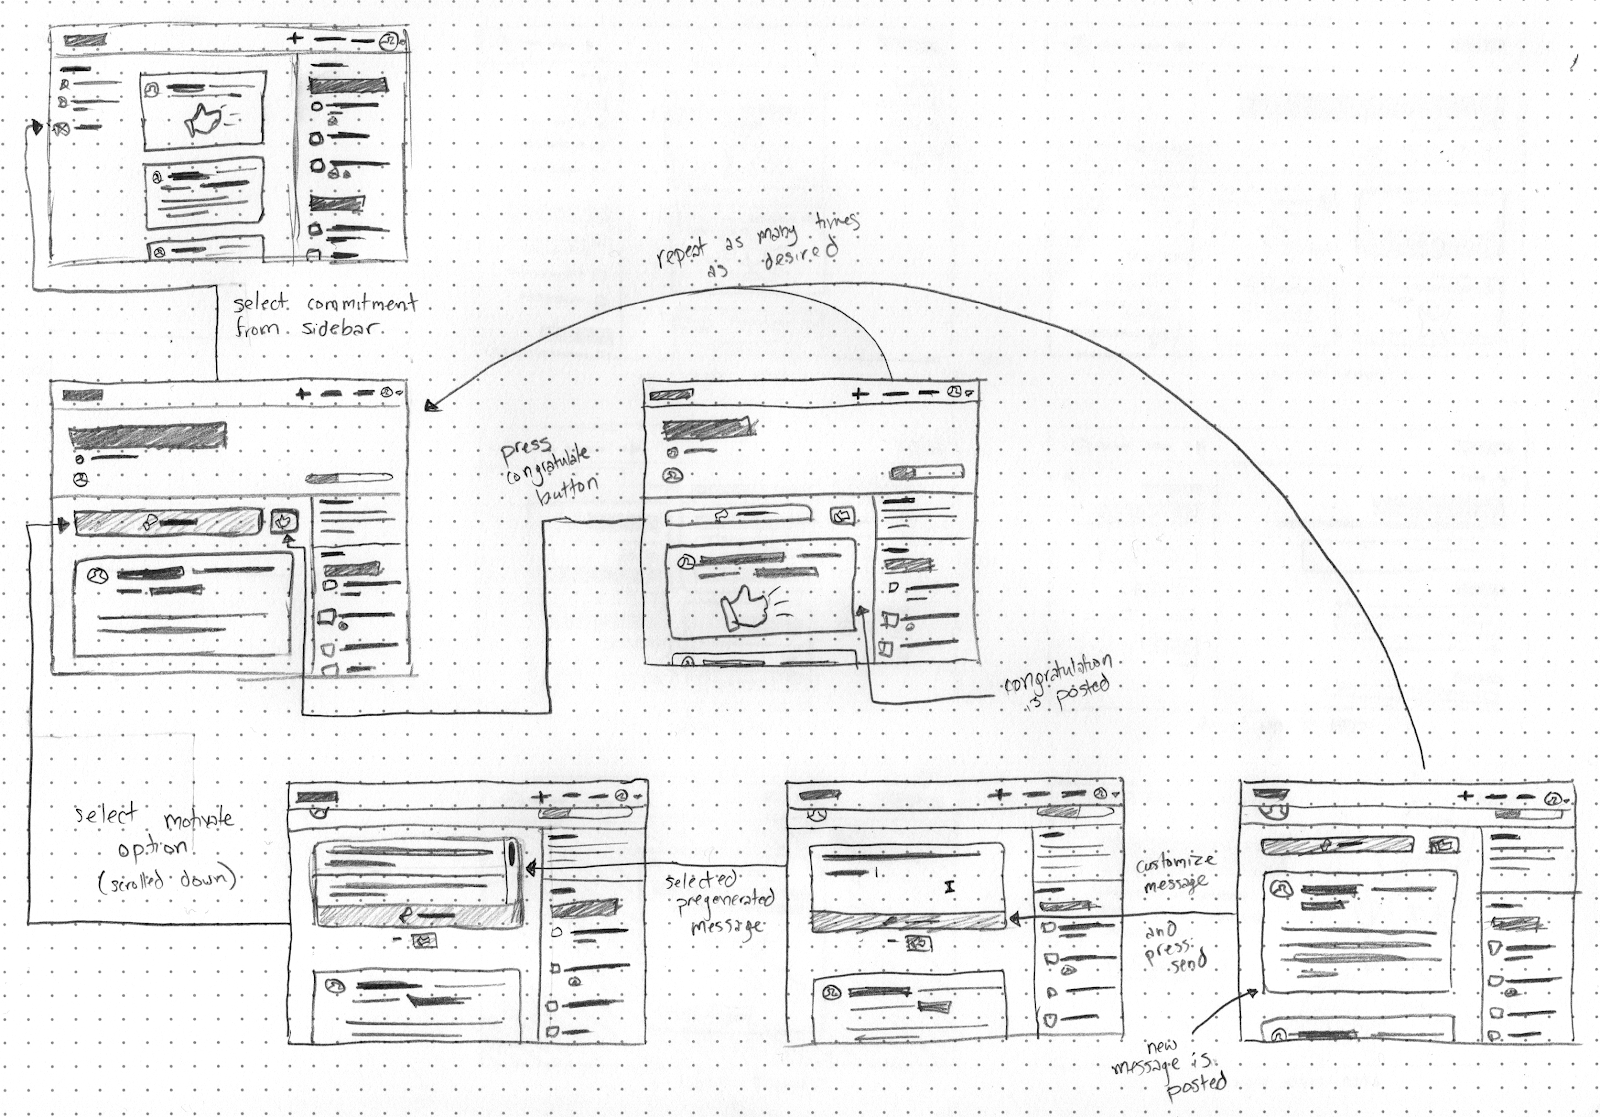 select commitment
from sidebar.
repeat as many times
as desired
press
congratulate
button
congratulation
is posted
select motivate
option
(scrolled down)
selected
pregenerated
message
customize
message
and
press
send
new
message is
posted